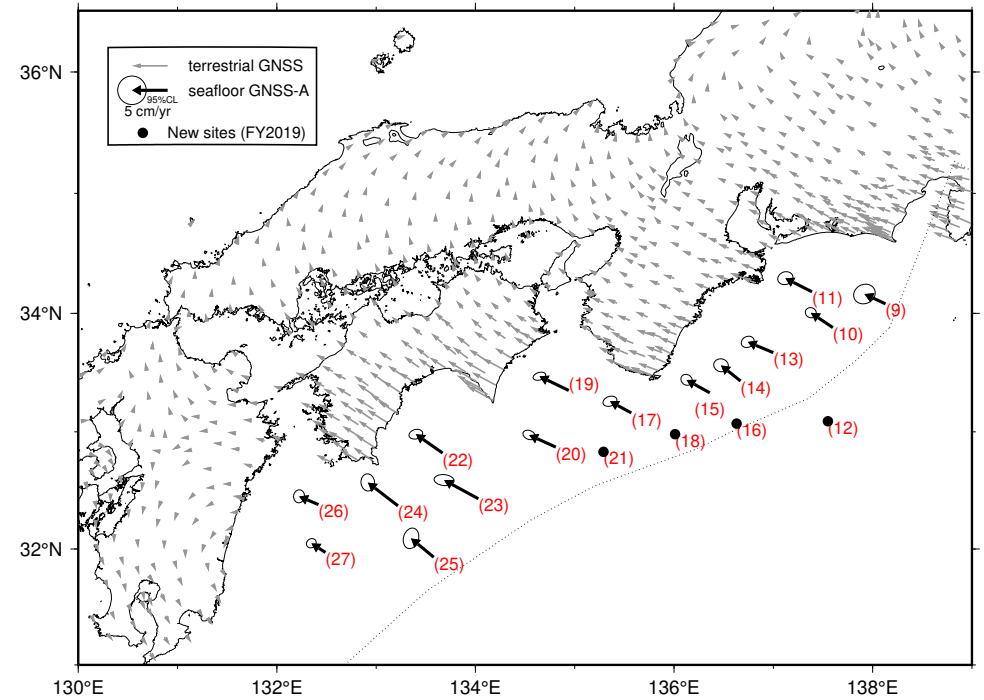 36°N
34°N
32°N
130°E
132°E
134°E
136°E
138°E
terrestrial GNSS
seafloor GNSS-A
95%CL
5 cm/yr
New sites (FY2019)
(11)
(9)
(10)
(13)
(14)
(19)
(15)
(17)
(16)
(12)
(18)
(20)
(21)
(22)
(23)
(24)
(26)
(27)
(25)